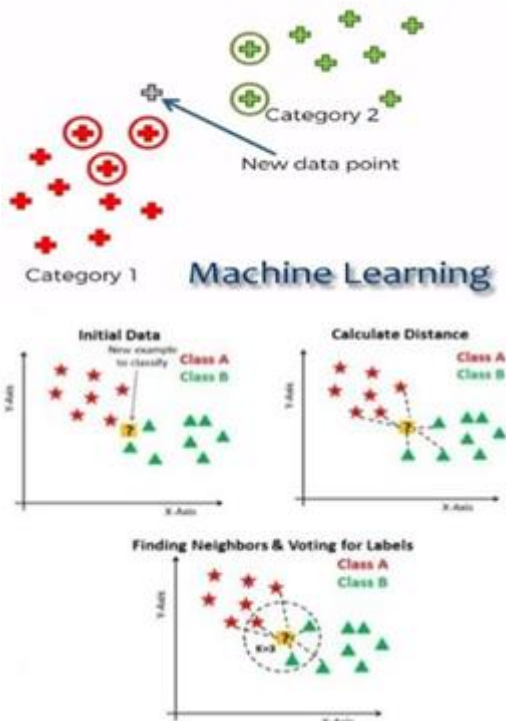 Category 2
New data point
Category 1
Machine Learning
Initial Data
New example
to classify
Class A
Class B
?
Y-Axis
X-Axis
Calculate Distance
Class A
Class B
?
Y-Axis
X-Axis
Finding Neighbors & Voting for Labels
Class A
Class B
?
K=3
Y-Axis
X-Axis